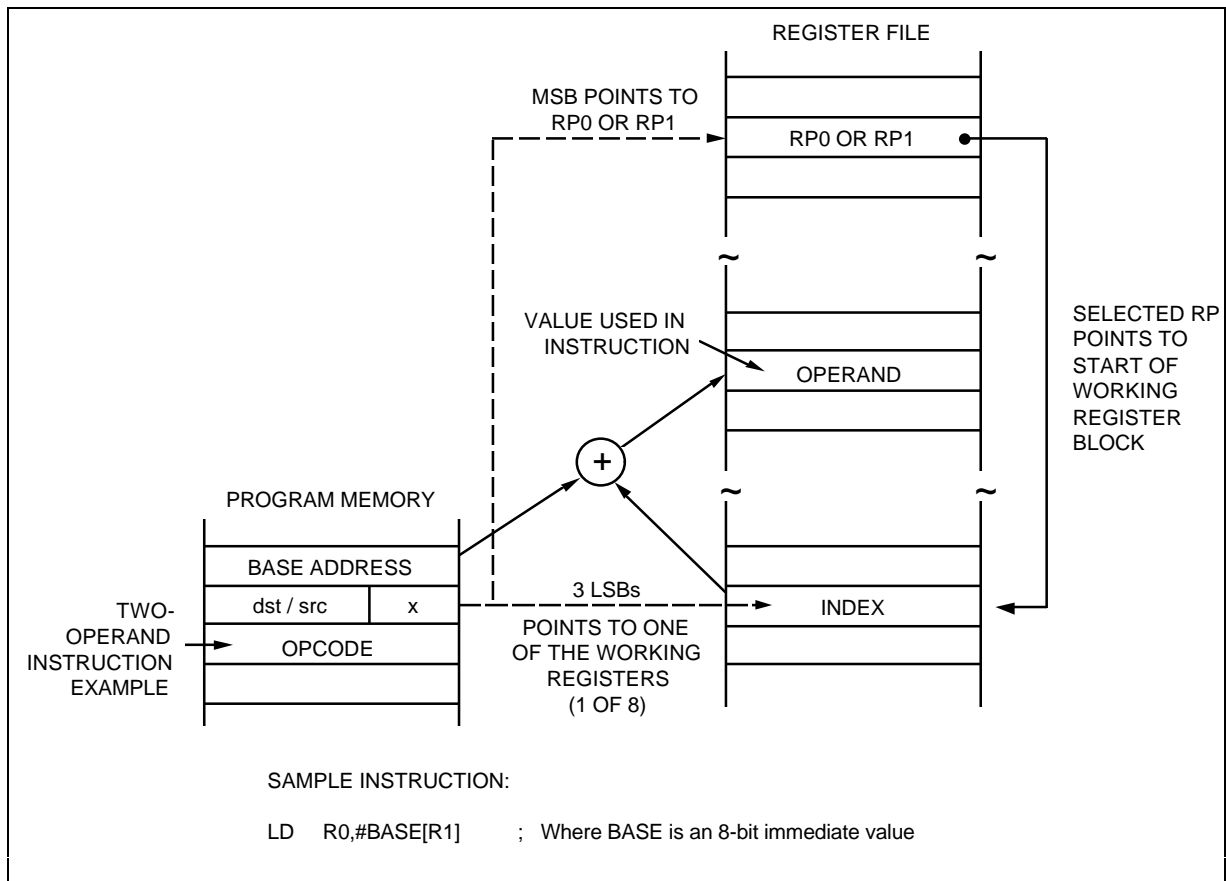 REGISTER FILE
MSB POINTS TO
RP0 OR RP1
RP0 OR RP1
~
~
VALUE USED IN
INSTRUCTION
OPERAND
SELECTED RP
POINTS TO
START OF
WORKING
REGISTER
BLOCK
+
~
~
PROGRAM MEMORY
BASE ADDRESS
dst / src
x
3 LSBs
INDEX
TWO-
OPERAND
INSTRUCTION
EXAMPLE
OPCODE
POINTS TO ONE
OF THE WORKING
REGISTERS
(1 OF 8)
SAMPLE INSTRUCTION:
LD R0,#BASE[R1] ; Where BASE is an 8-bit immediate value